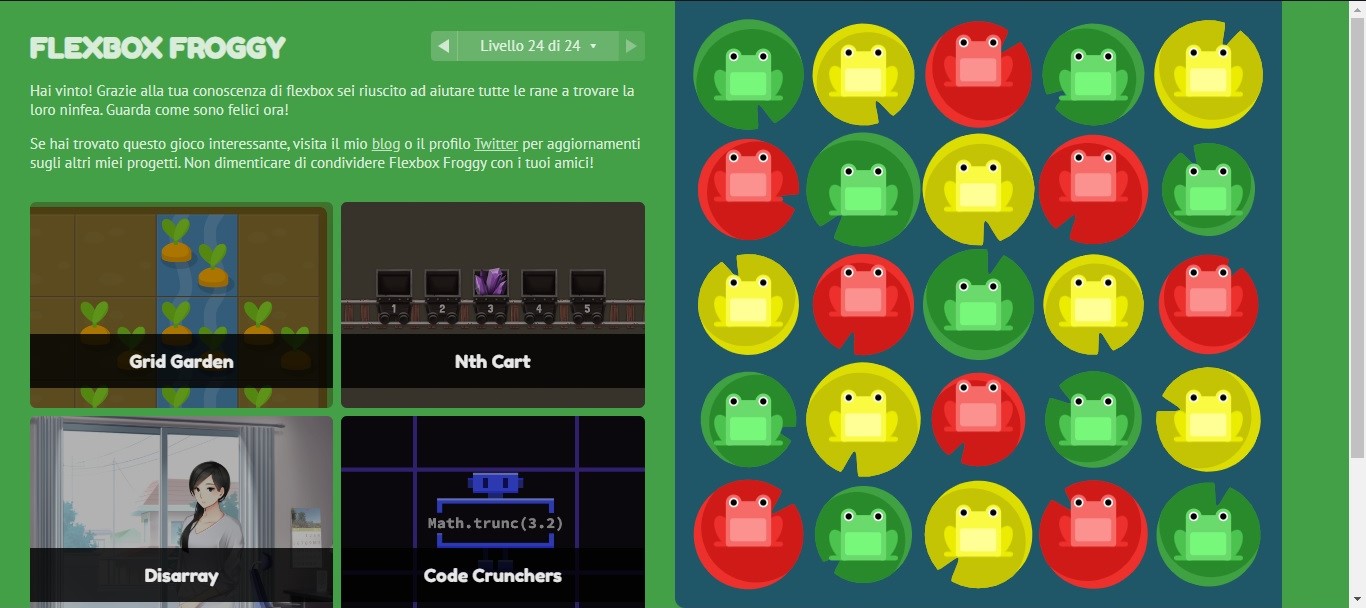 FLEXBOX FROGGY
Livello 24 di 24
Hai vinto! Grazie alla tua conoscenza di flexbox sei riuscito ad aiutare tutte le rane a trovare la
loro ninfea. Guarda come sono felici ora!
Se hai trovato questo gioco interessante, visita il mio blog o il profilo Twitter per aggiornamenti
sugli altri miei progetti. Non dimenticare di condividere Flexbox Froggy con i tuoi amici!
Grid Garden
1 2 3 4 5
Nth Cart
Disarray
Math.trunc(3.2)
Code Crunchers